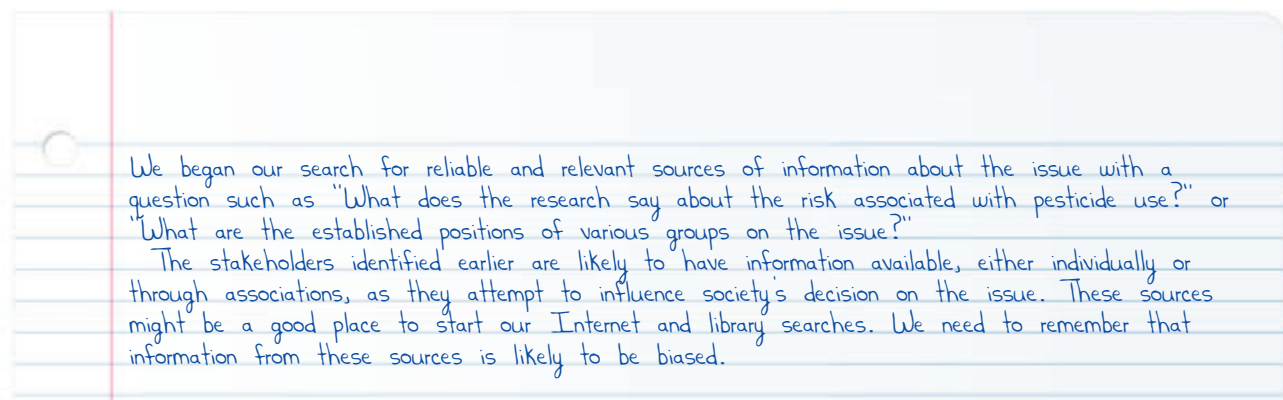 We began our search for reliable and relevant sources of information about the issue with a
question such as "What does the research say about the risk associated with pesticide use?" or
"What are the established positions of various groups on the issue?"
The stakeholders identified earlier are likely to have information available, either individually or
through associations, as they attempt to influence society's decision on the issue. These sources
might be a good place to start our Internet and library searches. We need to remember that
information from these sources is likely to be biased.